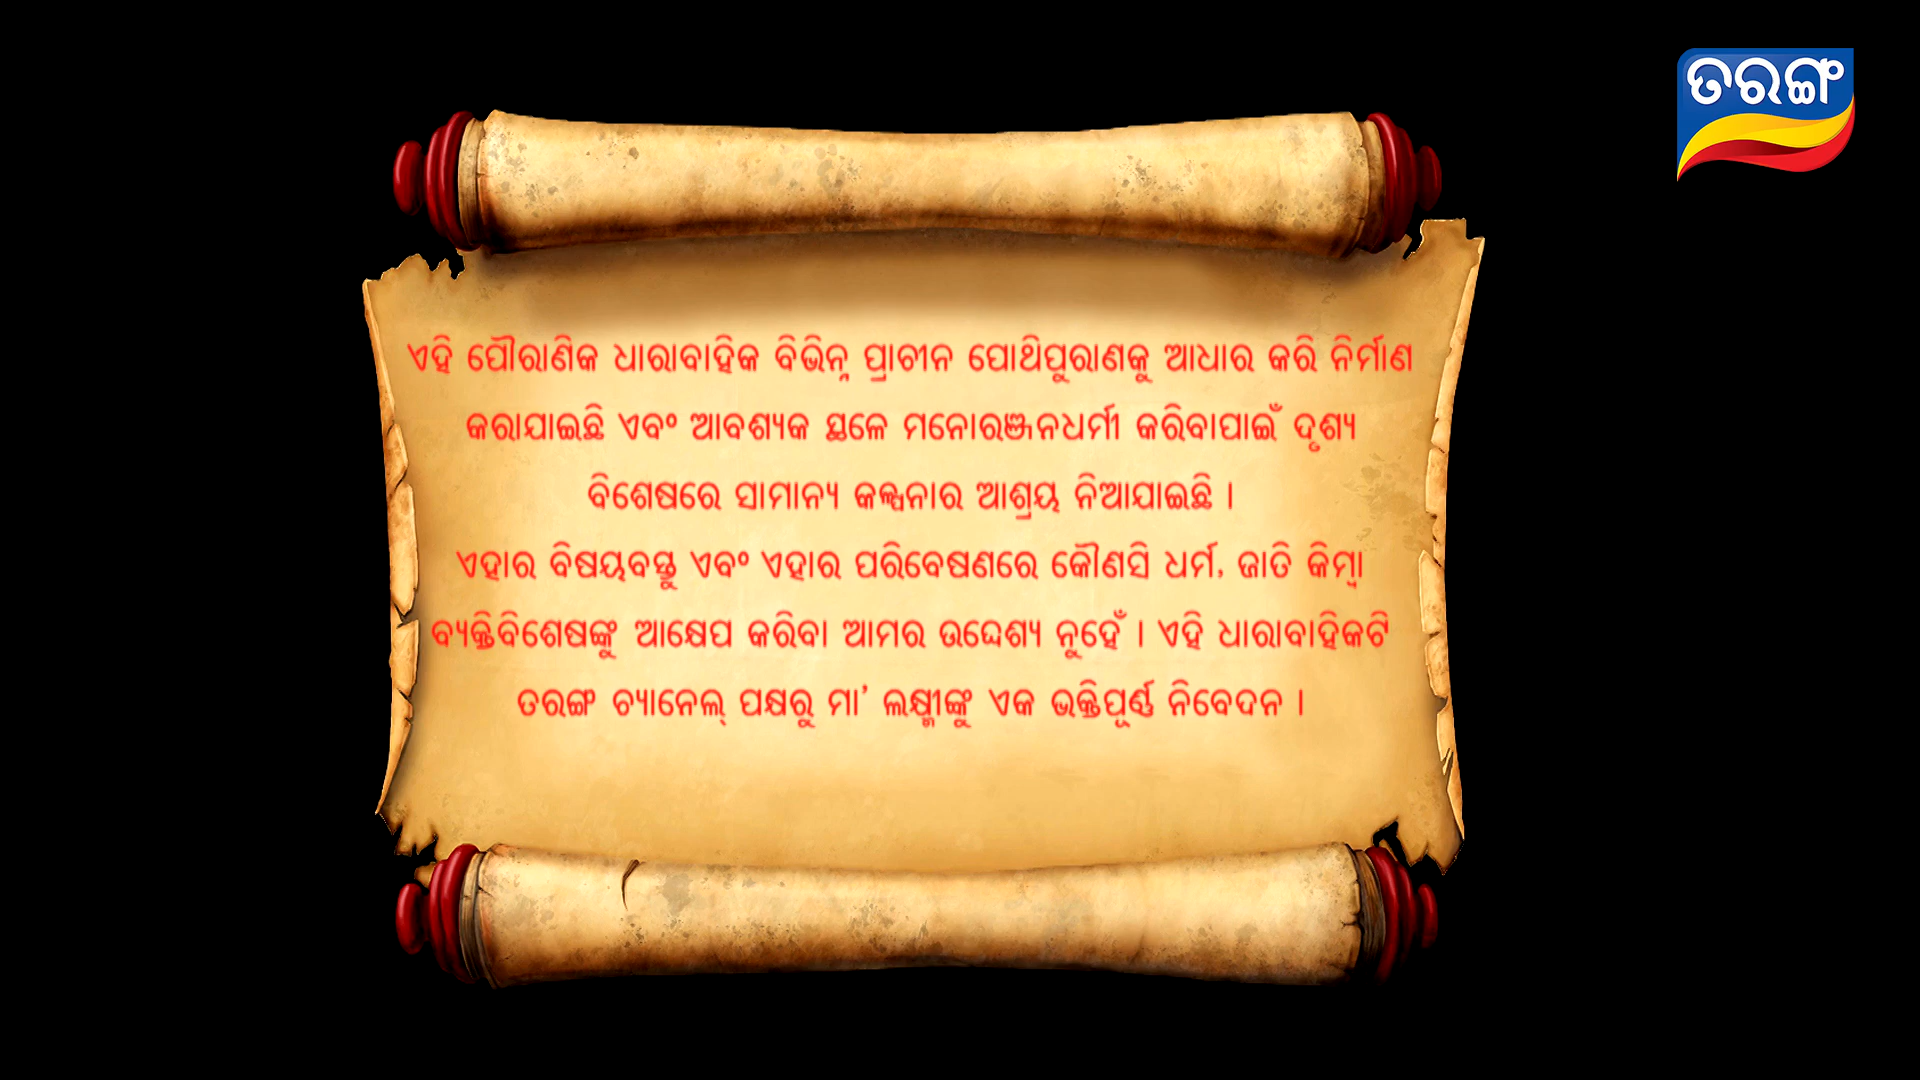 ତରଙ୍ଗ
ଏହି ପୌରାଣିକ ଧାରାବାହିକ ବିଭିନ୍ନ ପ୍ରାଚୀନ ପୋଥିପୁରାଣକୁ ଆଧାର କରି ନିର୍ମାଣ
କରାଯାଇଛି ଏବଂ ଆବଶ୍ୟକ ସ୍ଥଳେ ମନୋରଞ୍ଜନଧର୍ମୀ କରିବାପାଇଁ ଦୃଶ୍ୟ
ବିଶେଷରେ ସାମାନ୍ୟ କଳ୍ପନାର ଆଶ୍ରୟ ନିଆଯାଇଛି ।
ଏହାର ବିଷୟବସ୍ତୁ ଏବଂ ଏହାର ପରିବେଷଣରେ କୌଣସି ଧର୍ମ, ଜାତି କିମ୍ବା
ବ୍ୟକ୍ତିବିଶେଷଙ୍କୁ ଆକ୍ଷେପ କରିବା ଆମର ଉଦ୍ଦେଶ୍ୟ ନୁହେଁ । ଏହି ଧାରାବାହିକଟି
ତରଙ୍ଗ ଚ୍ୟାନେଲ୍ ପକ୍ଷରୁ ମା’ ଲକ୍ଷ୍ମୀଙ୍କୁ ଏକ ଭକ୍ତିପୂର୍ଣ୍ଣ ନିବେଦନ ।